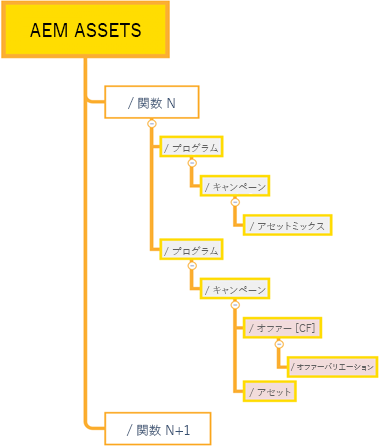 AEM ASSETS
/ 関数 N
/ プログラム
/ キャンペーン
/ アセットミックス
/ プログラム
/ キャンペーン
/ オファー [CF]
/ オファーバリエーション
/ アセット
/ 関数 N+1